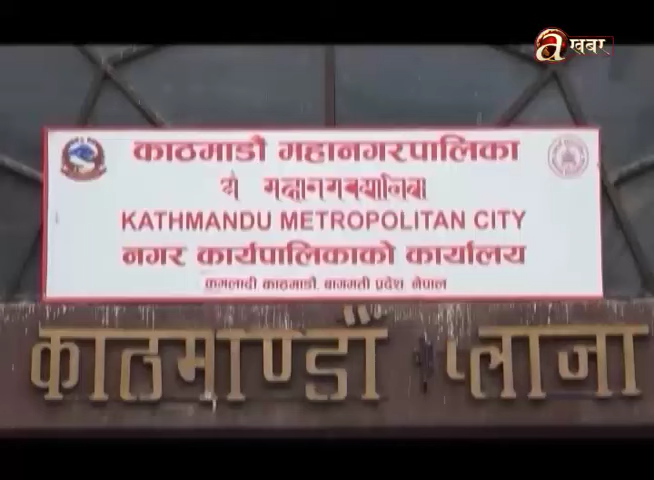 a खबर
काठमाडौं महानगरपालिका
KATHMANDU METROPOLITAN CITY
नगर कार्यपालिकाको कार्यालय
कमलादी, काठमाडौं, बागमती प्रदेश, नेपाल
काठमाण्डौं प्लाजा